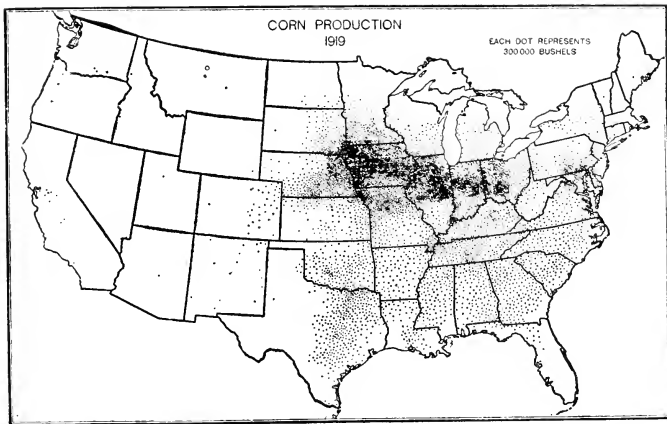 CORN PRODUCTION
1919
EACH DOT REPRESENTS
300 000 BUSHELS